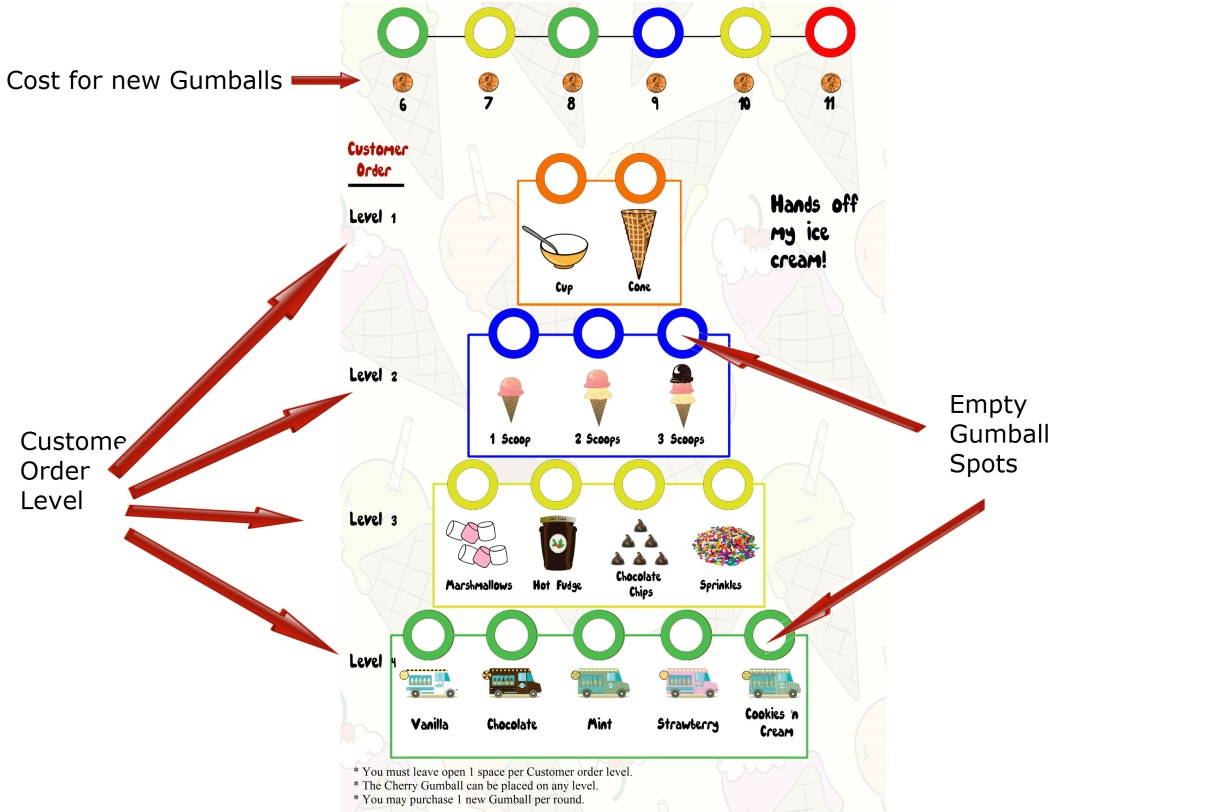 Cost for new Gumballs
6 7 8 9 10 11
Customer
Order
Level 1
Hands off
my ice
cream!
Cup Cone
Level 2
1 Scoop 2 Scoops 3 Scoops
Custome
Order
Level
Empty
Gumball
Spots
Level 3
Marshmallows Hot Fudge Chocolate
Chips Sprinkles
Level 4
Vanilla Chocolate Mint Strawberry Cookies 'n
Cream
* You must leave open 1 space per Customer order level.
* The Cherry Gumball can be placed on any level.
* You may purchase 1 new Gumball per round.